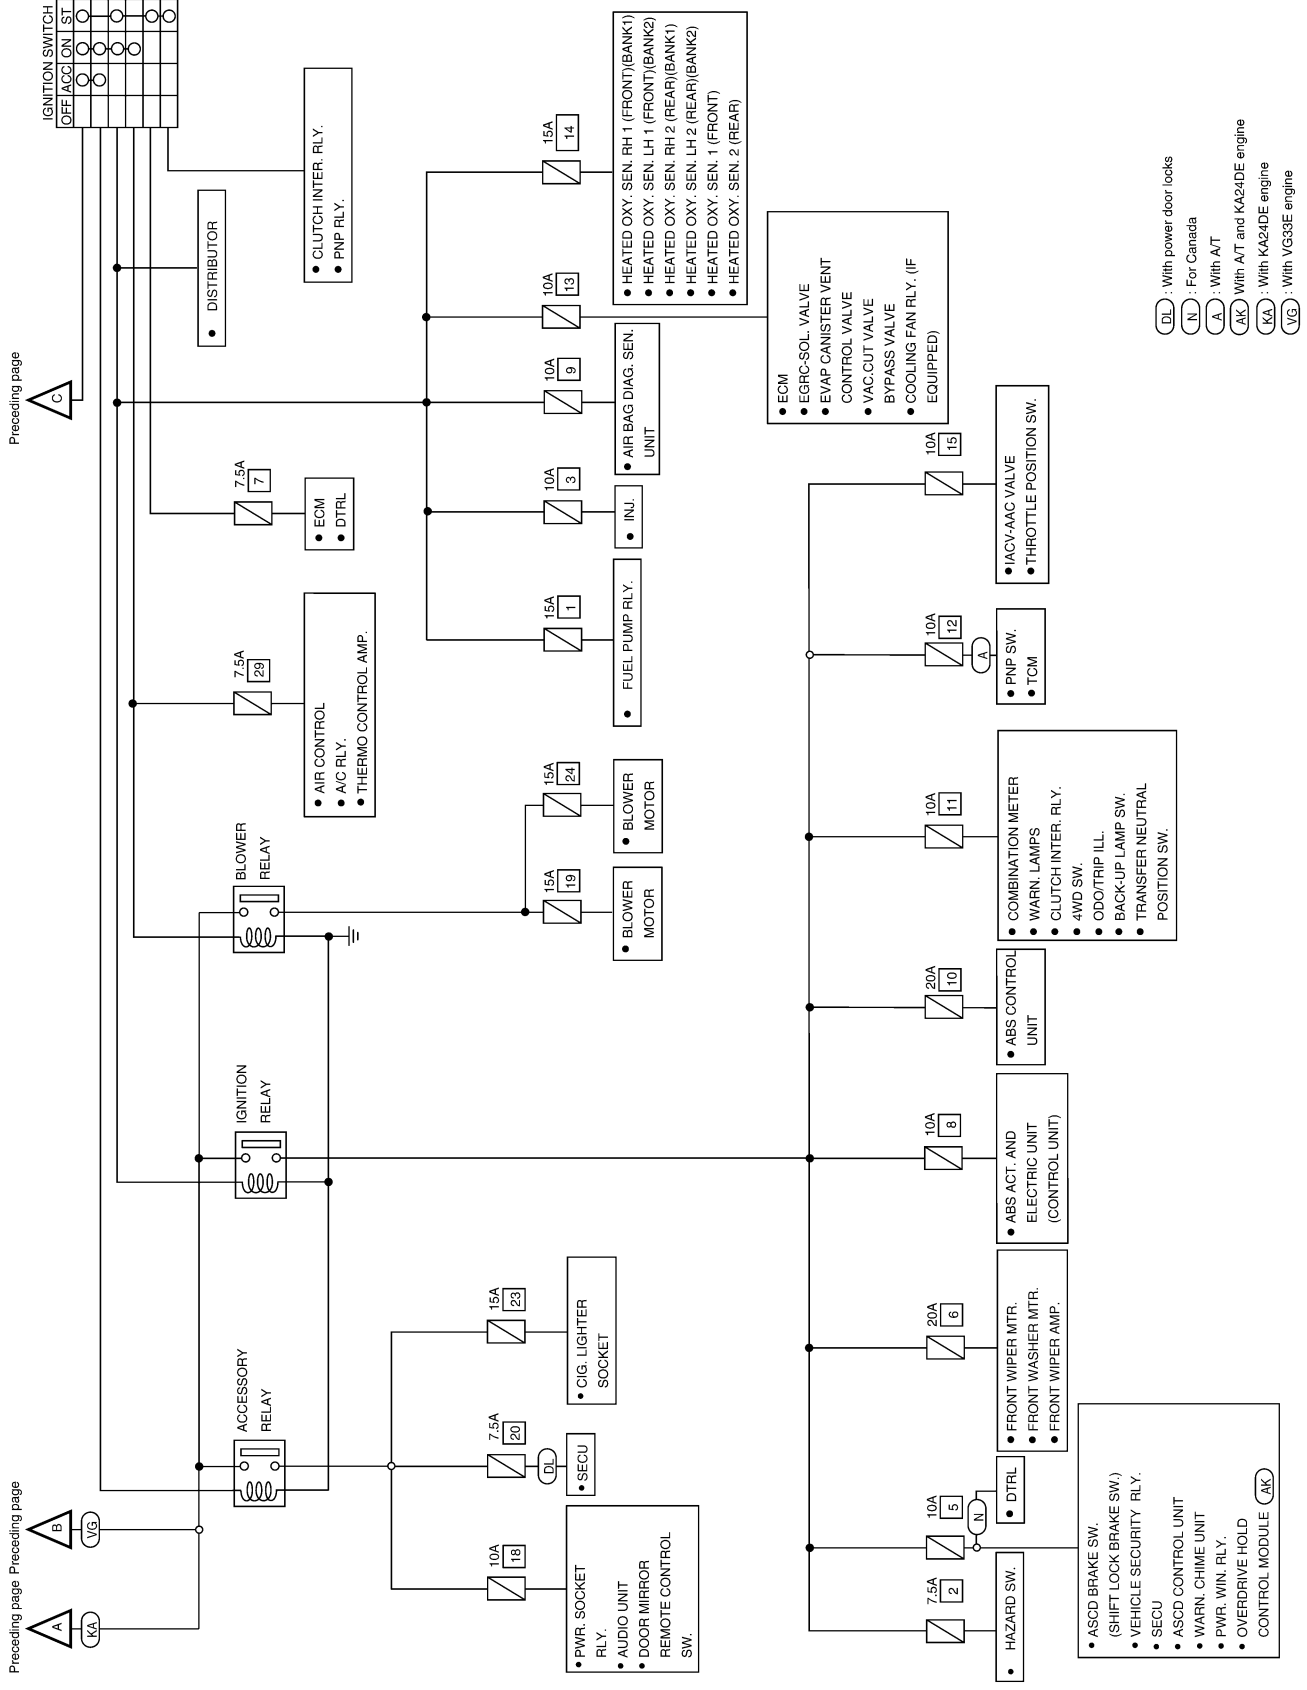 Preceding page
A
KA
Preceding page
B
VG
Preceding page
C
IGNITION SWITCH
OFF
ACC
ON
ST
ACCESSORY
RELAY
IGNITION
RELAY
BLOWER
RELAY
7.5A
29
● AIR CONTROL
● A/C RLY.
● THERMO CONTROL AMP.
7.5A
7
● ECM
● DTRL
● DISTRIBUTOR
● CLUTCH INTER. RLY.
● PNP RLY.
10A
18
● PWR. SOCKET
RLY.
● AUDIO UNIT
● DOOR MIRROR
REMOTE CONTROL
SW.
7.5A
20
DL
● SECU
15A
23
● CIG. LIGHTER
SOCKET
15A
19
● BLOWER
MOTOR
15A
24
● BLOWER
MOTOR
15A
1
● FUEL PUMP RLY.
10A
3
● INJ.
10A
9
● AIR BAG DIAG. SEN.
UNIT
10A
13
● ECM
● EGRC-SOL. VALVE
● EVAP CANISTER VENT
CONTROL VALVE
● VAC.CUT VALVE
BYPASS VALVE
● COOLING FAN RLY. (IF
EQUIPPED)
15A
14
● HEATED OXY. SEN. RH 1 (FRONT)(BANK1)
● HEATED OXY. SEN. LH 1 (FRONT)(BANK2)
● HEATED OXY. SEN. RH 2 (REAR)(BANK1)
● HEATED OXY. SEN. LH 2 (REAR)(BANK2)
● HEATED OXY. SEN. 1 (FRONT)
● HEATED OXY. SEN. 2 (REAR)
7.5A
2
● HAZARD SW.
10A
5
N
● DTRL
● ASCD BRAKE SW.
(SHIFT LOCK BRAKE SW.)
● VEHICLE SECURITY RLY.
● SECU
● ASCD CONTROL UNIT
● WARN. CHIME UNIT
● PWR. WIN. RLY.
● OVERDRIVE HOLD
CONTROL MODULE AK
20A
6
● FRONT WIPER MTR.
● FRONT WASHER MTR.
● FRONT WIPER AMP.
10A
8
● ABS ACT. AND
ELECTRIC UNIT
(CONTROL UNIT)
20A
10
● ABS CONTROL
UNIT
10A
11
● COMBINATION METER
● WARN. LAMPS
● CLUTCH INTER. RLY.
● 4WD SW.
● ODO/TRIP ILL.
● BACK-UP LAMP SW.
● TRANSFER NEUTRAL
POSITION SW.
10A
12
A
● PNP SW.
● TCM
10A
15
● IACV-AAC VALVE
● THROTTLE POSITION SW.
DL : With power door locks
N : For Canada
A : With A/T
AK : With A/T and KA24DE engine
KA : With KA24DE engine
VG : With VG33E engine